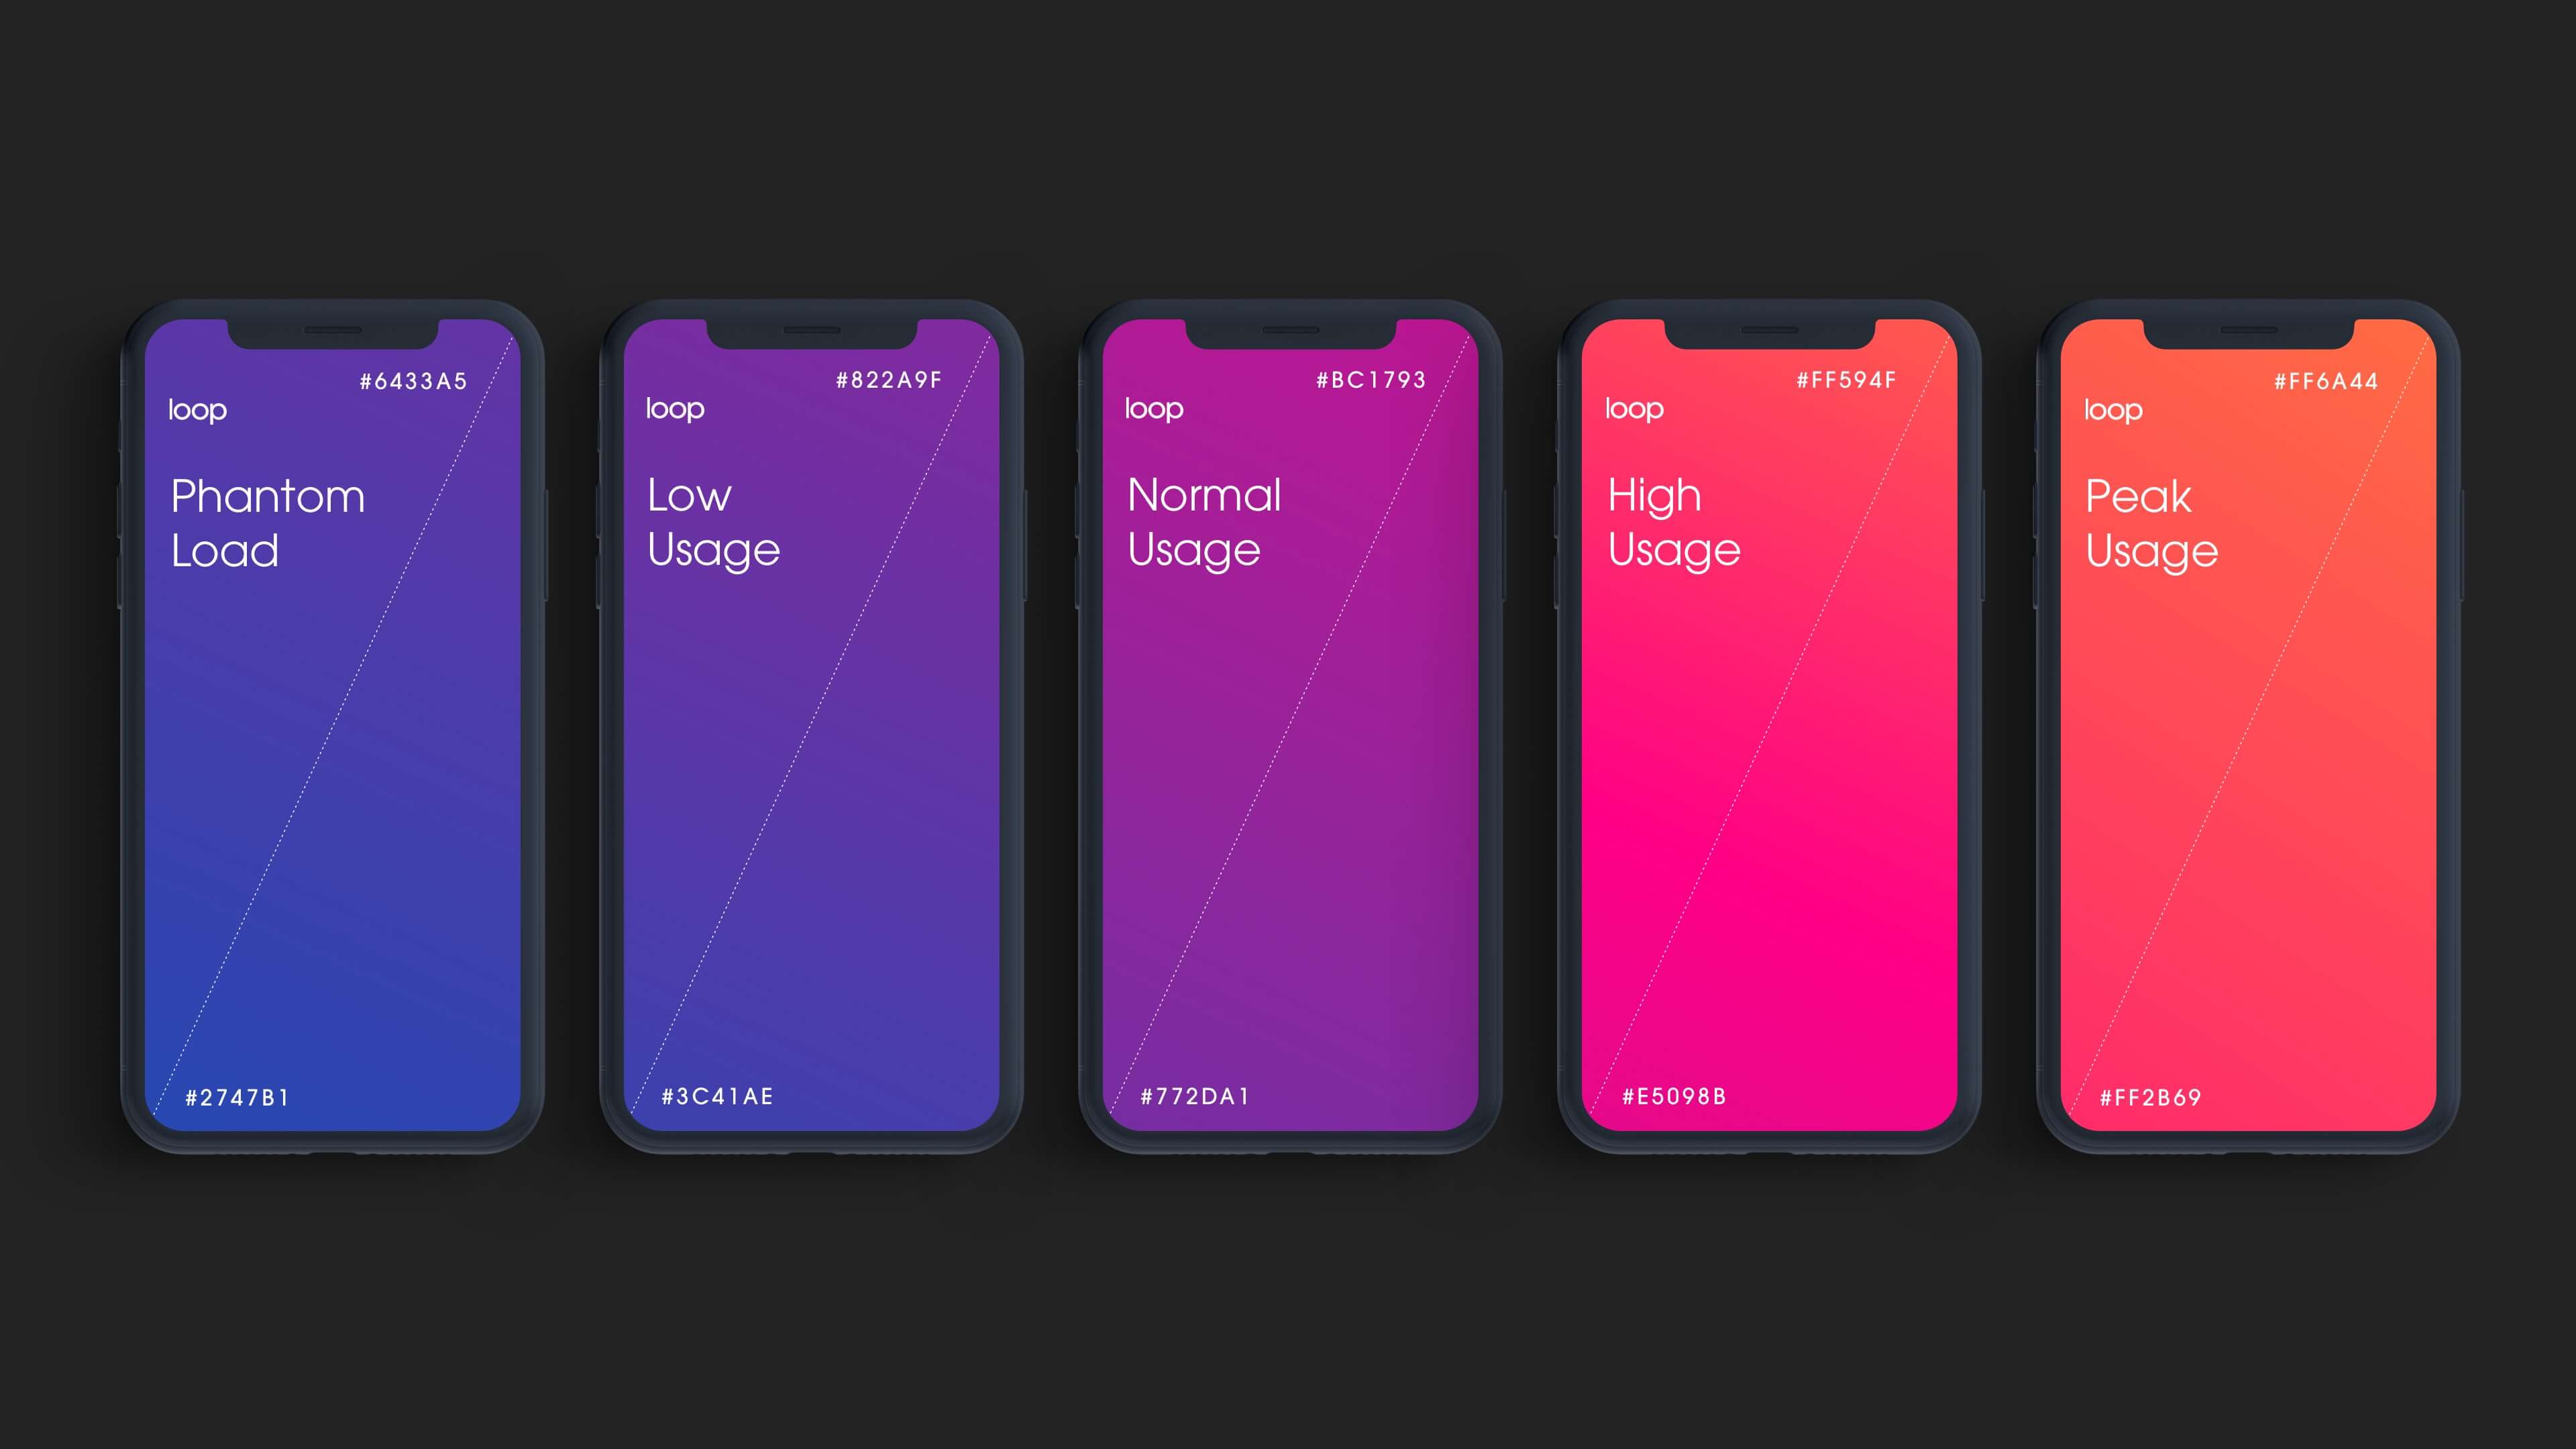 #6433A5
loop
Phantom
Load
#2747B1
#822A9F
loop
Low
Usage
#3C41AE
#BC1793
loop
Normal
Usage
#772DA1
#FF594F
loop
High
Usage
#E5098B
#FF6A44
loop
Peak
Usage
#FF2B69